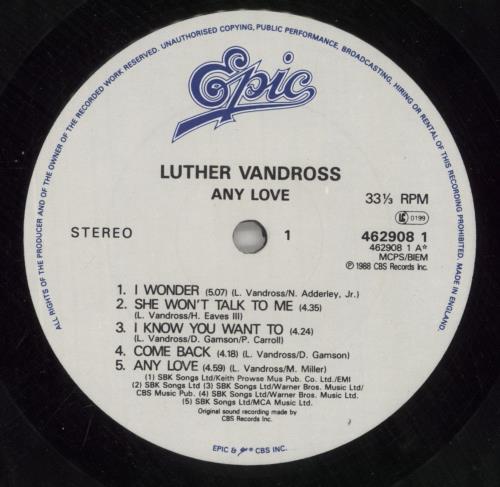 ALL RIGHTS OF THE PRODUCER AND OF THE OWNER OF THE RECORDED WORK RESERVED. UNAUTHORISED COPYING, PUBLIC PERFORMANCE, BROADCASTING, HIRING OR RENTAL OF THIS RECORDING PROHIBITED. MADE IN ENGLAND.
Epic
LUTHER VANDROSS
ANY LOVE
33⅓ RPM
LC 0199
STEREO
1
462908 1
462908 1 A*
MCPS/BIEM
℗ 1988 CBS Records Inc.
1. I WONDER (5.07) (L. Vandross/N. Adderley, Jr.)
2. SHE WON'T TALK TO ME (4.35)
(L. Vandross/H. Eaves III)
3. I KNOW YOU WANT TO (4.24)
(L. Vandross/D. Gamson/P. Carroll)
4. COME BACK (4.18) (L. Vandross/D. Gamson)
5. ANY LOVE (4.59) (L. Vandross/M. Miller)
(1) SBK Songs Ltd/Keith Prowse Mus Pub. Co. Ltd./EMI
(2) SBK Songs Ltd (3) SBK Songs Ltd/Warner Bros. Music Ltd/
CBS Music Pub. (4) SBK Songs Ltd/Warner Bros. Music Ltd.
(5) SBK Songs Ltd/MCA Music Ltd.
Original sound recording made by
CBS Records Inc.
EPIC & CBS INC.